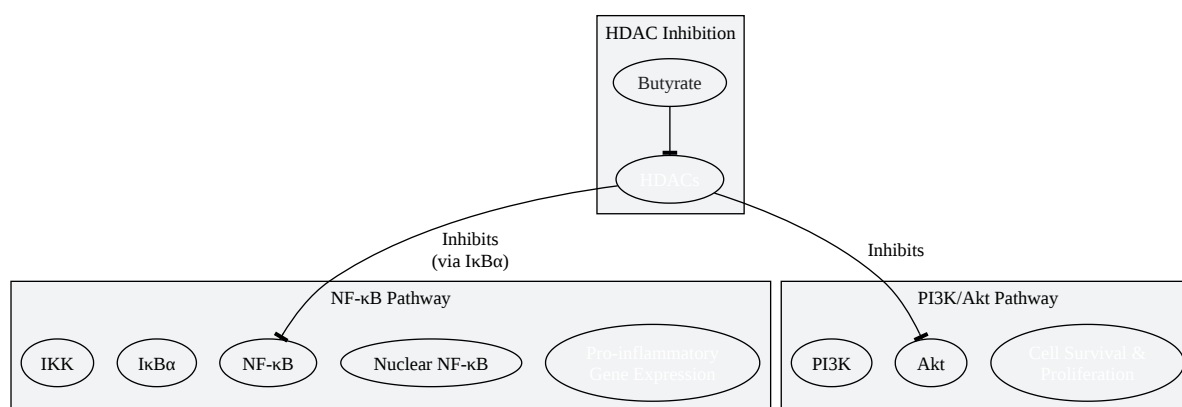 HDAC Inhibition
Butyrate
HDACs
Inhibits
(via IκBα)
Inhibits
NF-κB Pathway
PI3K/Akt Pathway
IKK
IκBα
NF-κB
Nuclear NF-κB
Pro-inflammatory
Gene Expression
PI3K
Akt
Cell Survival &
Proliferation